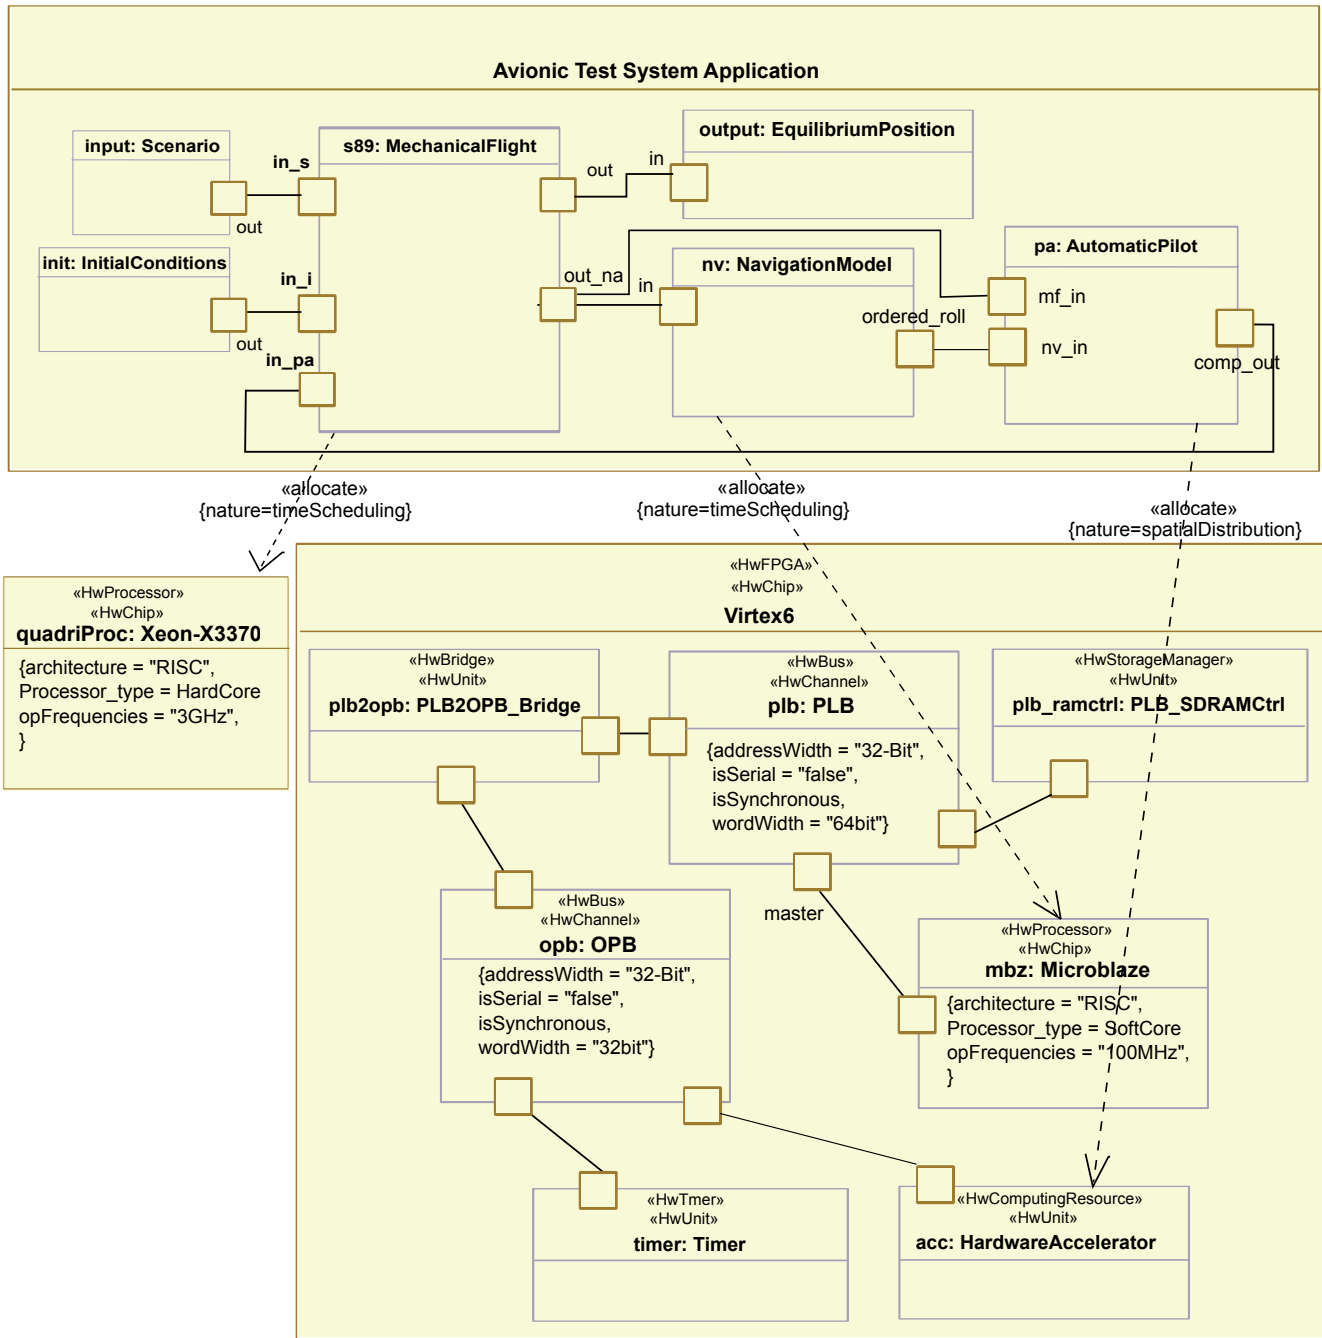 Avionic Test System Application
input: Scenario
out
in_s
s89: MechanicalFlight
out
in
output: EquilibriumPosition
init: InitialConditions
out
in_i
in_pa
out_na
in
nv: NavigationModel
ordered_roll
pa: AutomaticPilot
mf_in
nv_in
comp_out
«allocate»
{nature=timeScheduling}
«allocate»
{nature=timeScheduling}
«allocate»
{nature=spatialDistribution}
«HwProcessor»
«HwChip»
quadriProc: Xeon-X3370
{architecture = "RISC",
Processor_type = HardCore
opFrequencies = "3GHz",
}
«HwFPGA»
«HwChip»
Virtex6
«HwBridge»
«HwUnit»
plb2opb: PLB2OPB_Bridge
«HwBus»
«HwChannel»
plb: PLB
{addressWidth = "32-Bit",
isSerial = "false",
isSynchronous,
wordWidth = "64bit"}
master
«HwStorageManager»
«HwUnit»
plb_ramctrl: PLB_SDRAMCtrl
«HwBus»
«HwChannel»
opb: OPB
{addressWidth = "32-Bit",
isSerial = "false",
isSynchronous,
wordWidth = "32bit"}
«HwProcessor»
«HwChip»
mbz: Microblaze
{architecture = "RISC",
Processor_type = SoftCore
opFrequencies = "100MHz",
}
«HwTmer»
«HwUnit»
timer: Timer
«HwComputingResource»
«HwUnit»
acc: HardwareAccelerator